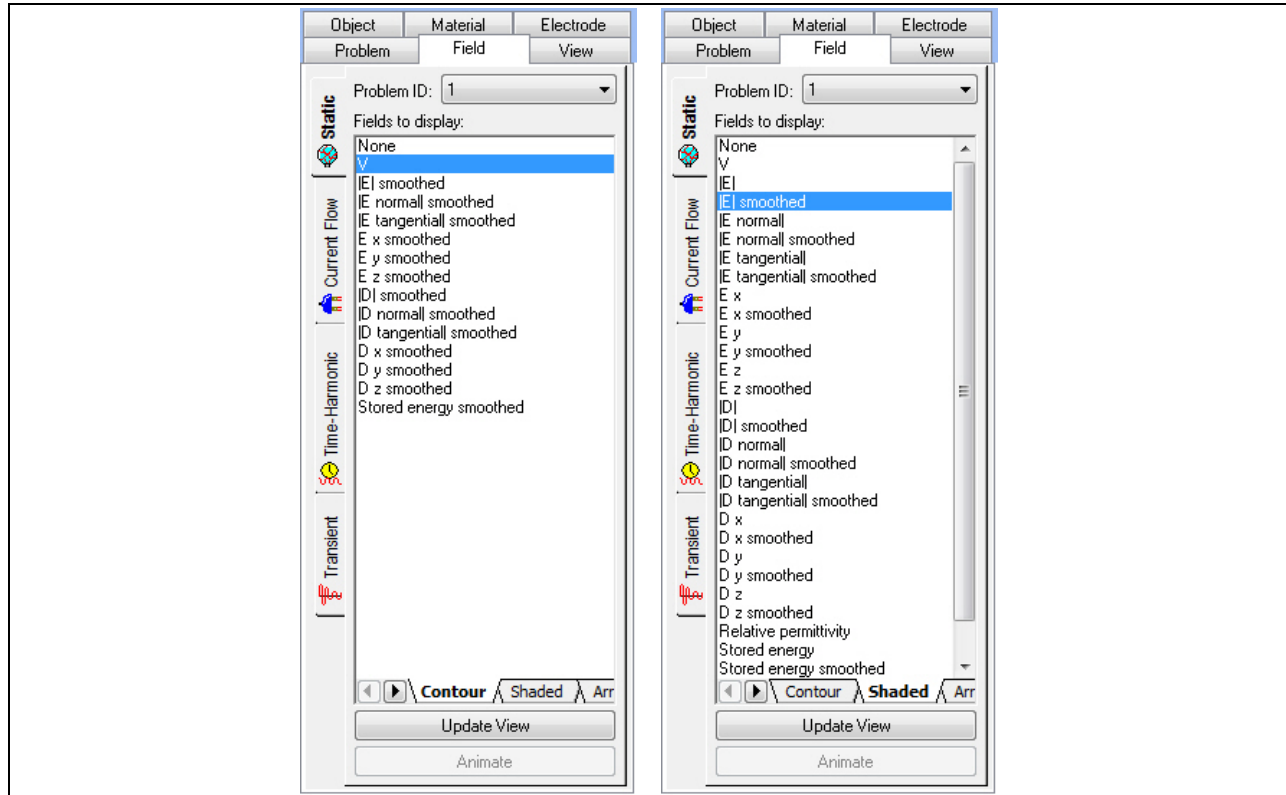 Object Material Electrode
Problem Field View
Static
Current Flow
Time-Harmonic
Transient
Problem ID: 1
Fields to display:
None
V
|E| smoothed
|E normal| smoothed
|E tangential| smoothed
E x smoothed
E y smoothed
E z smoothed
|D| smoothed
|D normal| smoothed
|D tangential| smoothed
D x smoothed
D y smoothed
D z smoothed
Stored energy smoothed
Contour Shaded Arr
Update View
Animate
Object Material Electrode
Problem Field View
Static
Current Flow
Time-Harmonic
Transient
Problem ID: 1
Fields to display:
None
V
|E|
|E| smoothed
|E normal|
|E normal| smoothed
|E tangential|
|E tangential| smoothed
E x
E x smoothed
E y
E y smoothed
E z
E z smoothed
|D|
|D| smoothed
|D normal|
|D normal| smoothed
|D tangential|
|D tangential| smoothed
D x
D x smoothed
D y
D y smoothed
D z
D z smoothed
Relative permittivity
Stored energy
Stored energy smoothed
Contour Shaded Arr
Update View
Animate